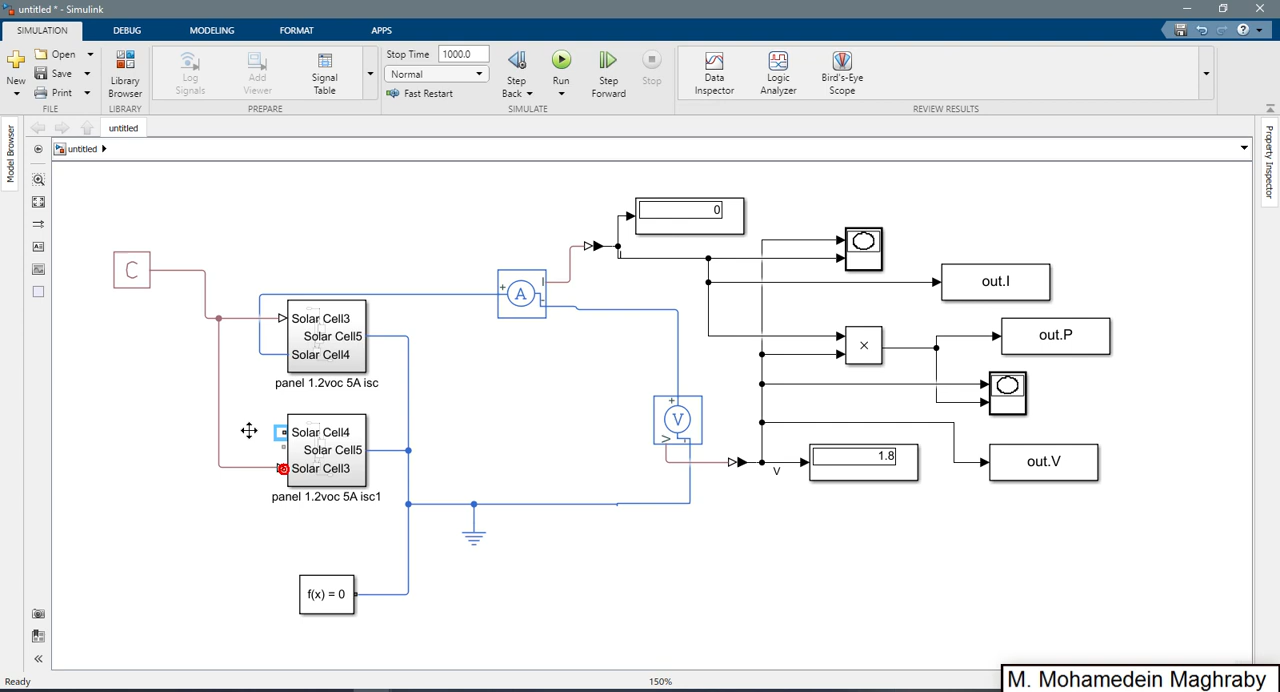 untitled * - Simulink
SIMULATION DEBUG MODELING FORMAT APPS
New
Open
Save
Print
FILE
Library Browser
LIBRARY
Log Signals
Add Viewer
Signal Table
PREPARE
Stop Time 1000.0
Normal
Fast Restart
Step Back
Run
Step Forward
Stop
SIMULATE
Data Inspector
Logic Analyzer
Bird's-Eye Scope
REVIEW RESULTS
Model Browser
Property Inspector
untitled
untitled
0
C
A
+
-
I
out.I
Solar Cell3
Solar Cell5
Solar Cell4
panel 1.2voc 5A isc
×
out.P
Solar Cell4
Solar Cell5
Solar Cell3
panel 1.2voc 5A isc1
+
V
V
1.8
out.V
f(x) = 0
Ready
150%
M. Mohamedein Maghraby